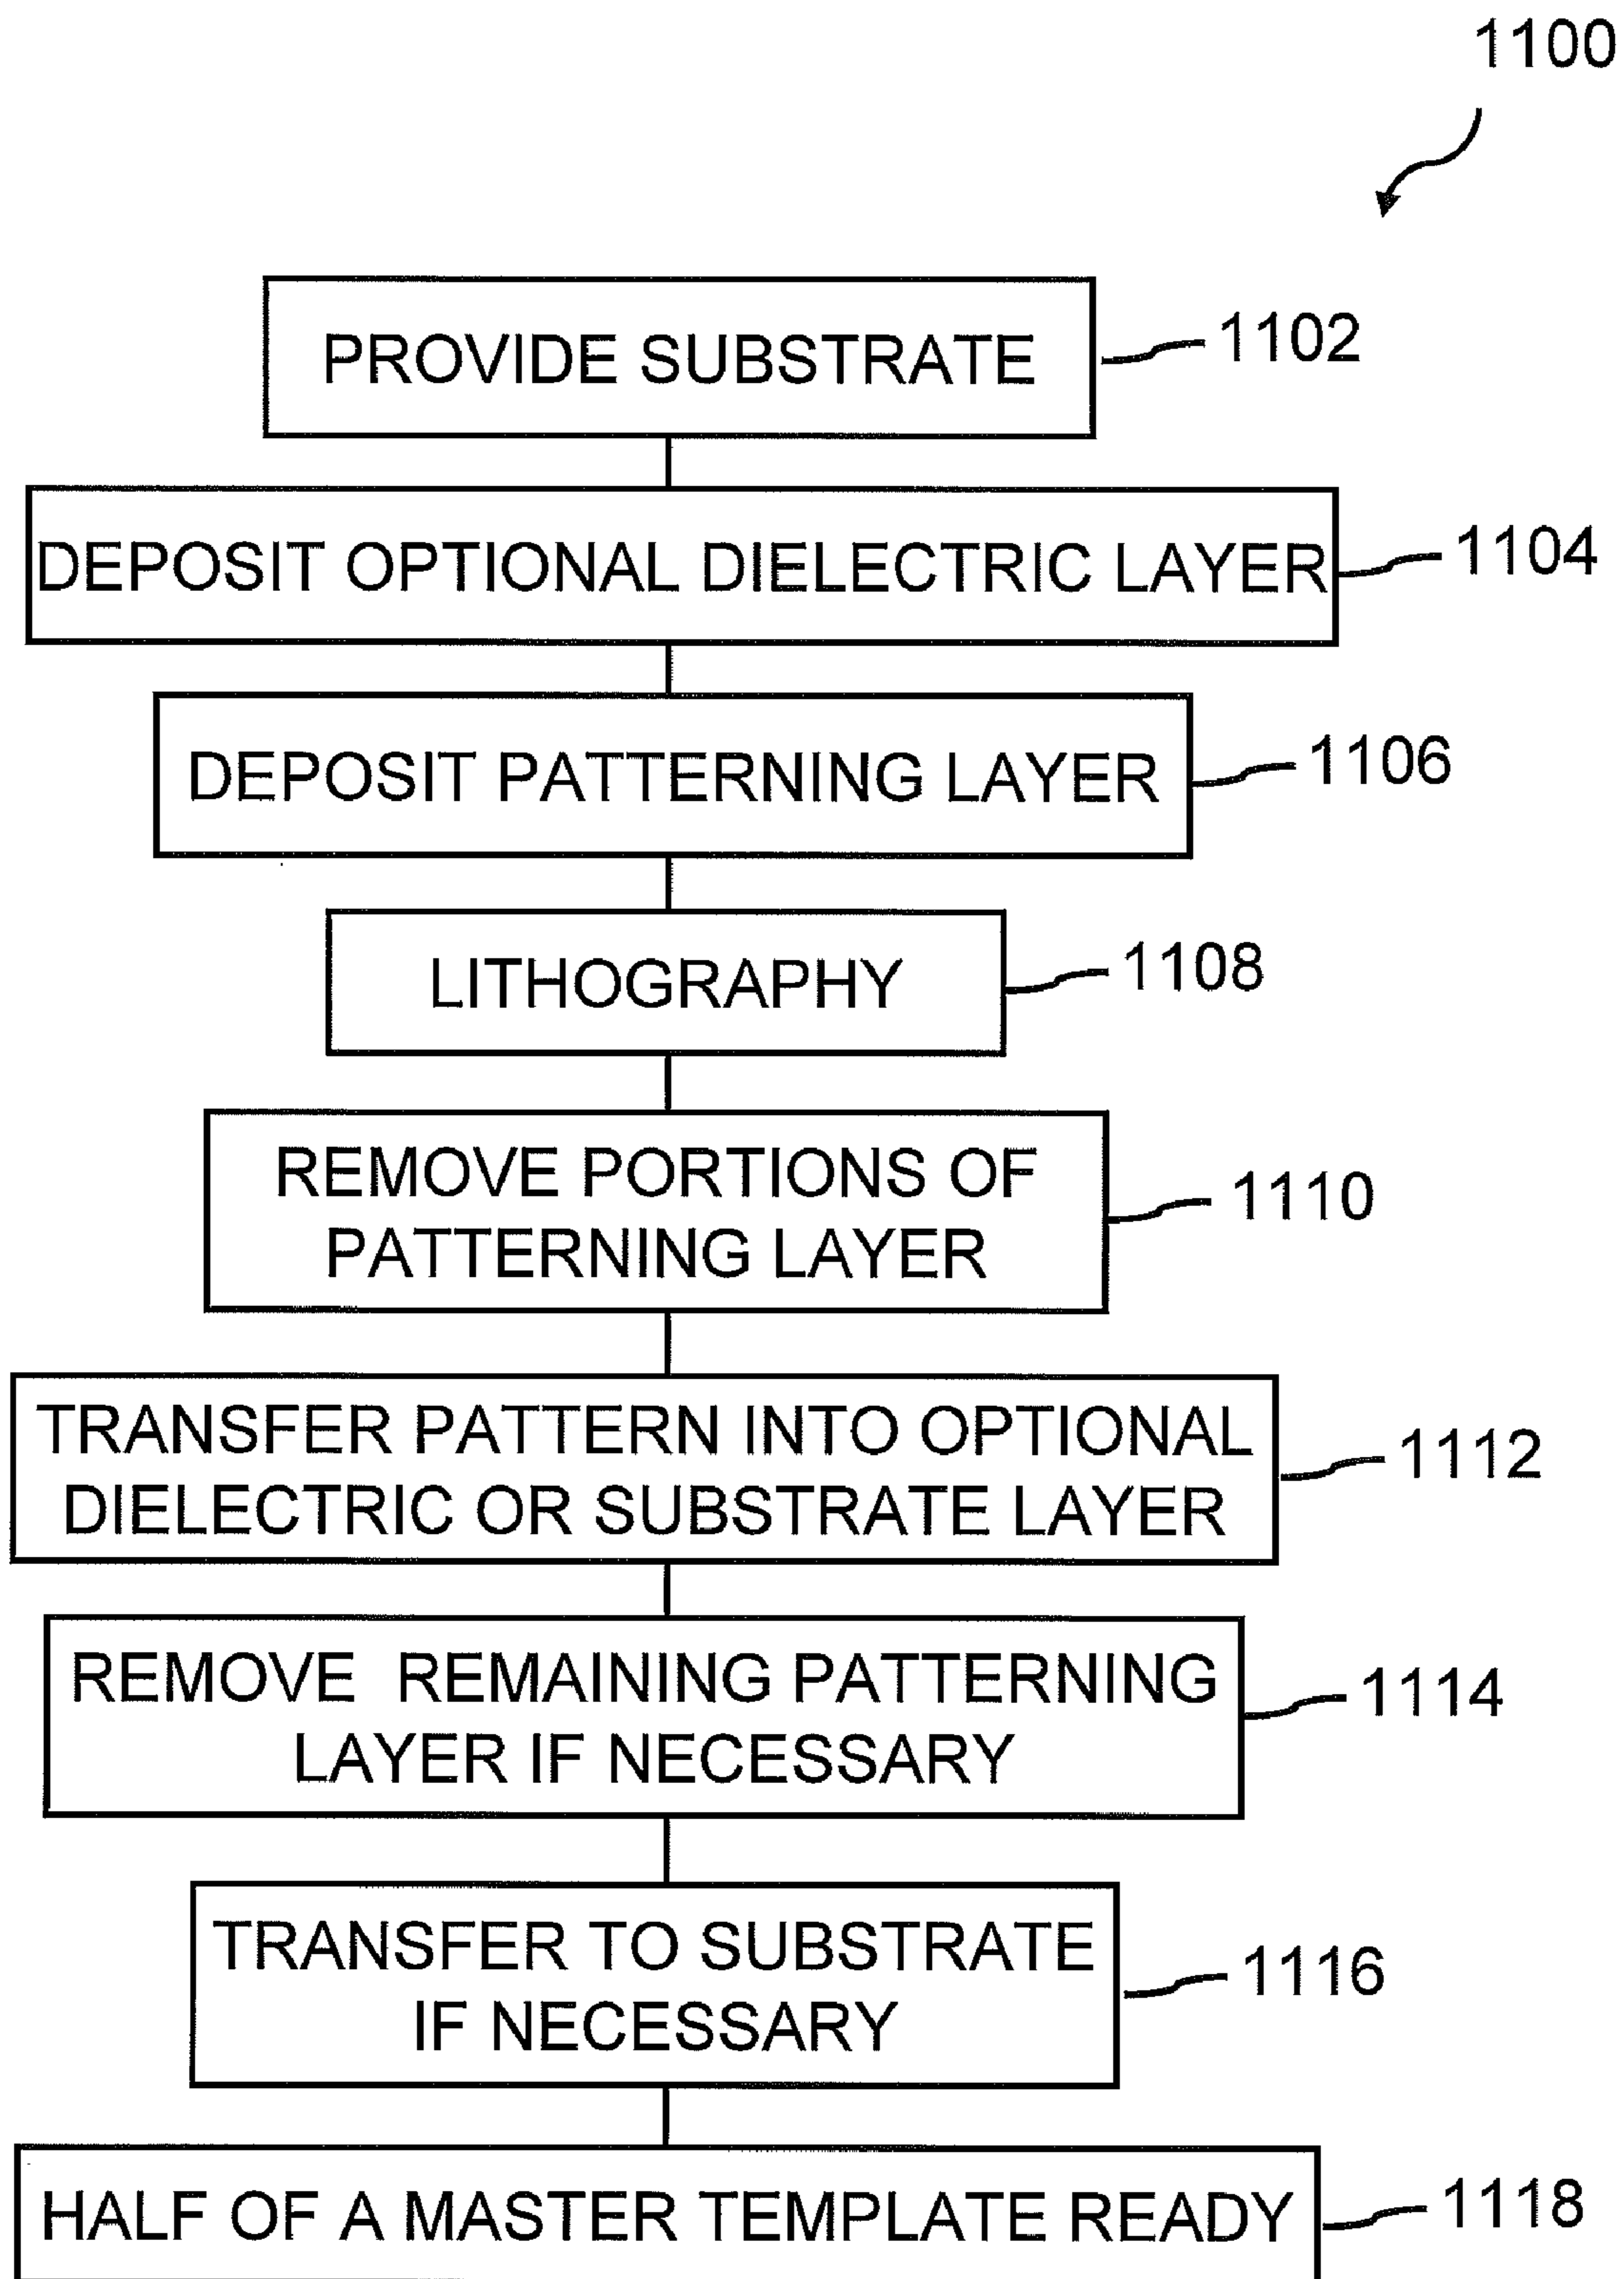 1100
PROVIDE SUBSTRATE
1102
DEPOSIT OPTIONAL DIELECTRIC LAYER
1104
DEPOSIT PATTERNING LAYER
1106
LITHOGRAPHY
1108
REMOVE PORTIONS OF
PATTERNING LAYER
1110
TRANSFER PATTERN INTO OPTIONAL
DIELECTRIC OR SUBSTRATE LAYER
1112
REMOVE REMAINING PATTERNING
LAYER IF NECESSARY
1114
TRANSFER TO SUBSTRATE
IF NECESSARY
1116
HALF OF A MASTER TEMPLATE READY
1118